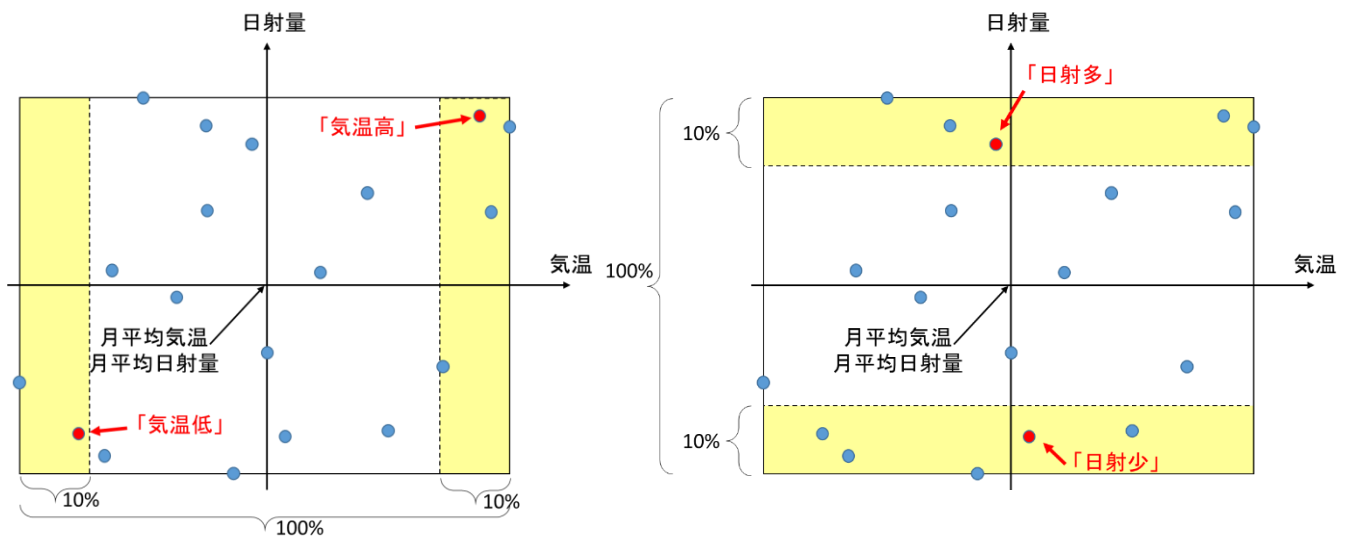 日射量
「気温高」
気温
月平均気温
月平均日射量
「気温低」
10%
10%
100%
日射量
「日射多」
10%
100%
気温
月平均気温
月平均日射量
10%
「日射少」